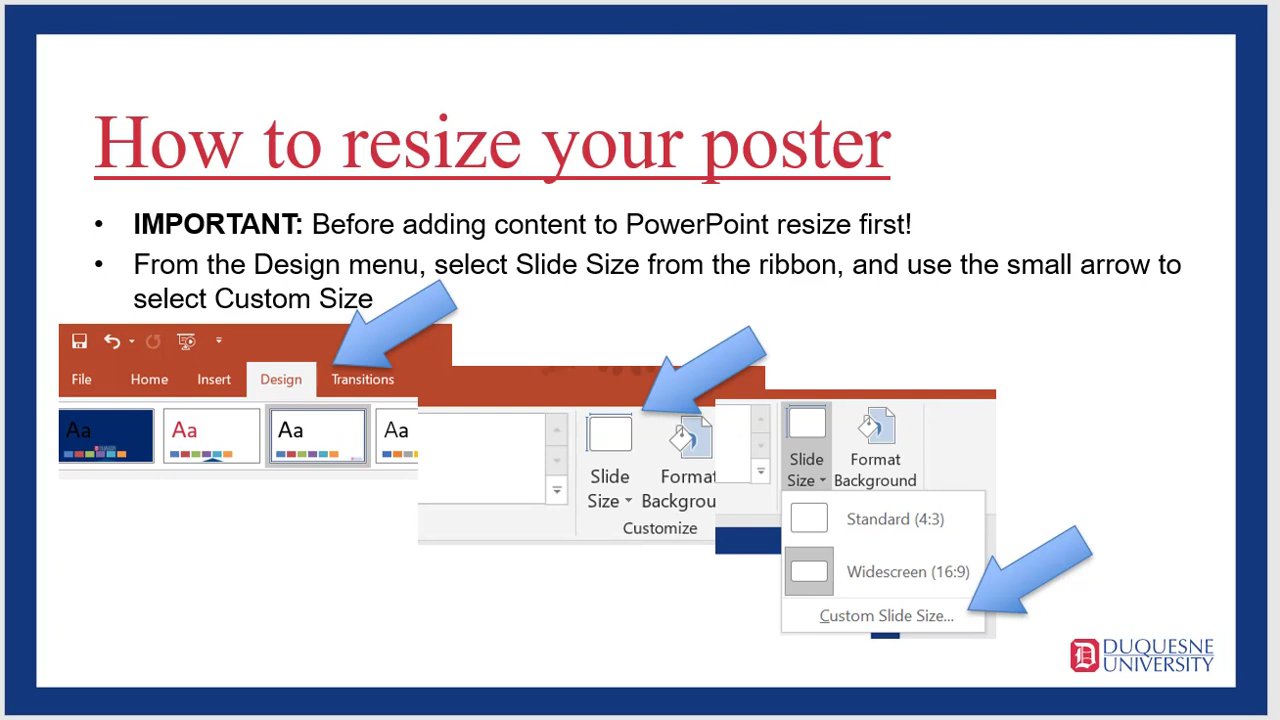 How to resize your poster
• IMPORTANT: Before adding content to PowerPoint resize first!
• From the Design menu, select Slide Size from the ribbon, and use the small arrow to
select Custom Size
File Home Insert Design Transitions
Aa Aa Aa Aa
Slide
Size
Format
Backgrou
Customize
Slide
Size
Format
Background
Standard (4:3)
Widescreen (16:9)
Custom Slide Size...
D DUQUESNE
UNIVERSITY